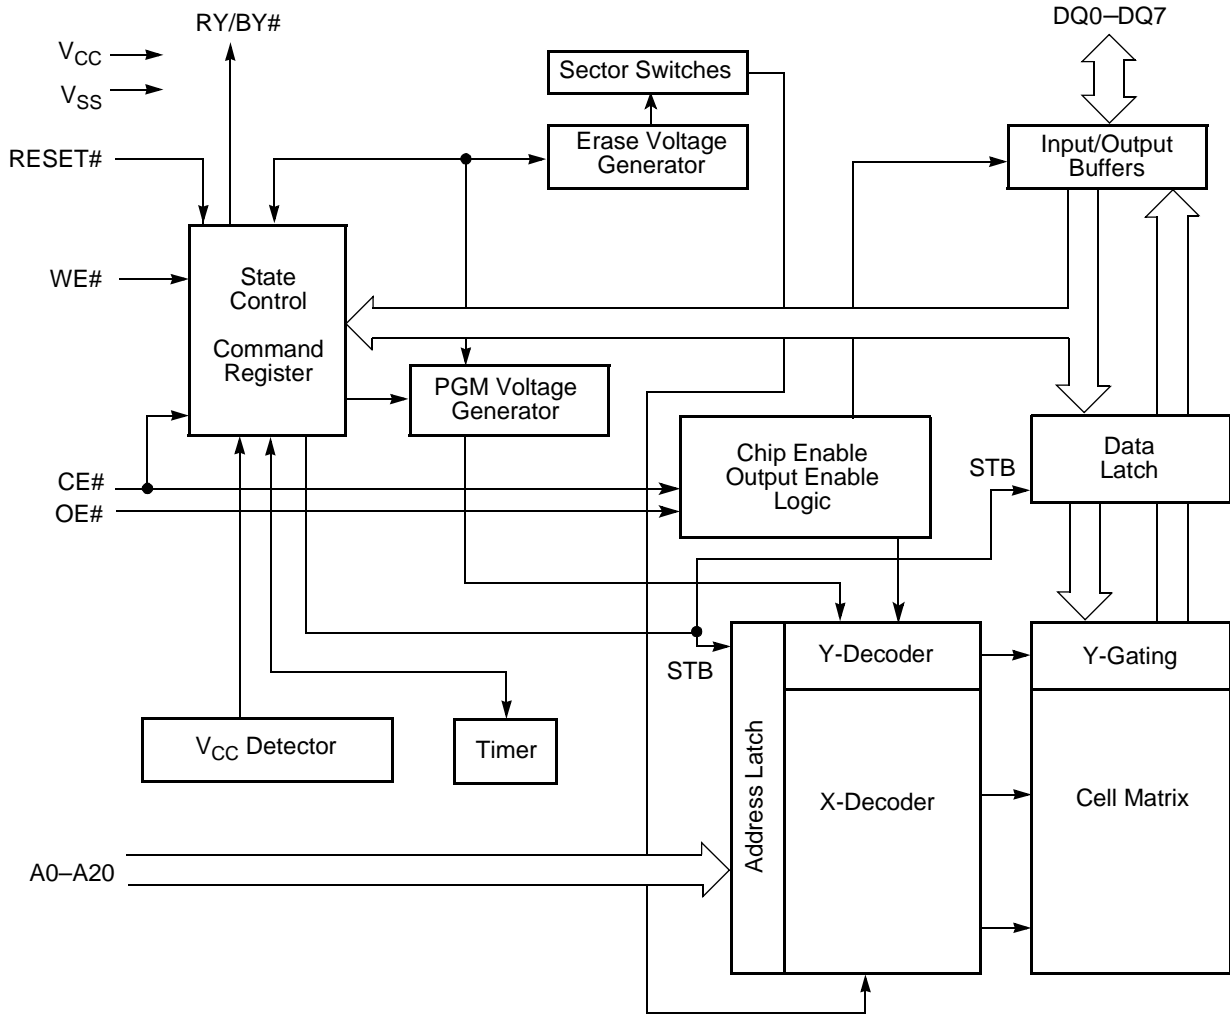 RY/BY#
DQ0–DQ7
VCC
VSS
Sector Switches
Erase Voltage
Generator
Input/Output
Buffers
RESET#
WE#
State
Control
Command
Register
PGM Voltage
Generator
Chip Enable
Output Enable
Logic
STB
Data
Latch
CE#
OE#
STB
Y-Decoder
Y-Gating
VCC Detector
Timer
Address Latch
X-Decoder
Cell Matrix
A0–A20